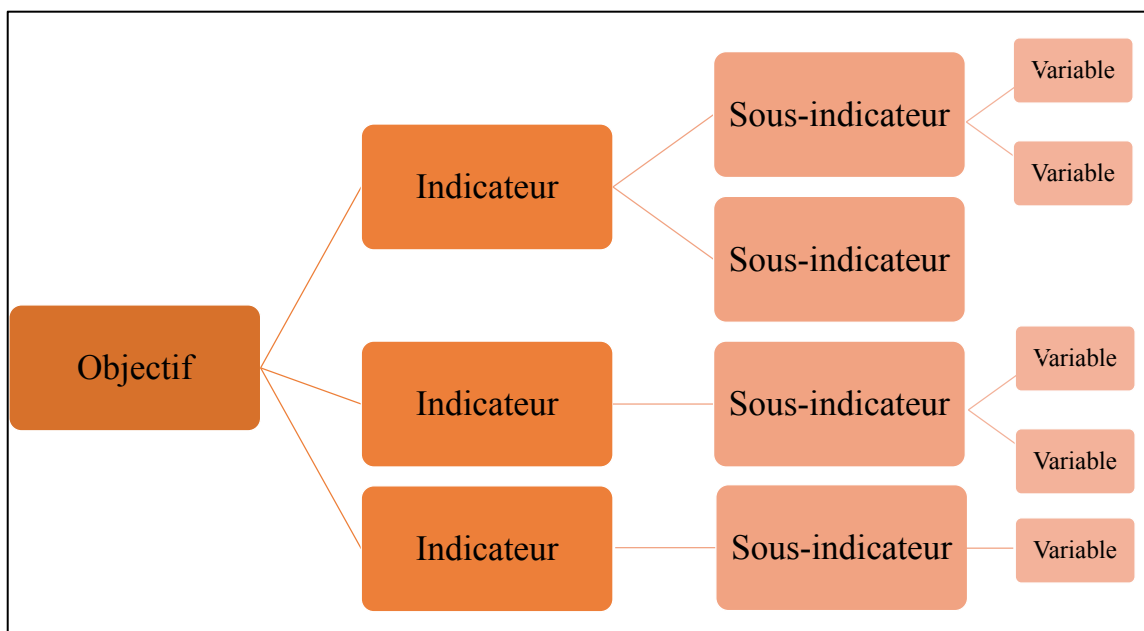 Objectif
Indicateur
Sous-indicateur
Variable
Variable
Sous-indicateur
Indicateur
Sous-indicateur
Variable
Variable
Indicateur
Sous-indicateur
Variable